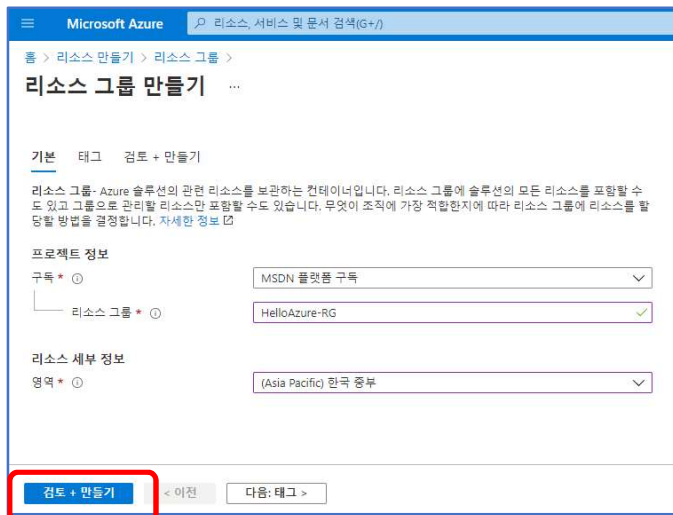 Microsoft Azure
리소스, 서비스 및 문서 검색(G+/)
홈 > 리소스 만들기 > 리소스 그룹 >
리소스 그룹 만들기 ...
기본 태그 검토 + 만들기
리소스 그룹- Azure 솔루션의 관련 리소스를 보관하는 컨테이너입니다. 리소스 그룹에 솔루션의 모든 리소스를 포함할 수
도 있고 그룹으로 관리할 리소스만 포함할 수도 있습니다. 무엇이 조직에 가장 적합한지에 따라 리소스 그룹에 리소스를 할
당할 방법을 결정합니다. 자세한 정보
프로젝트 정보
구독 * MSDN 플랫폼 구독
리소스 그룹 * HelloAzure-RG
리소스 세부 정보
영역 * (Asia Pacific) 한국 중부
검토 + 만들기 < 이전 다음: 태그 >